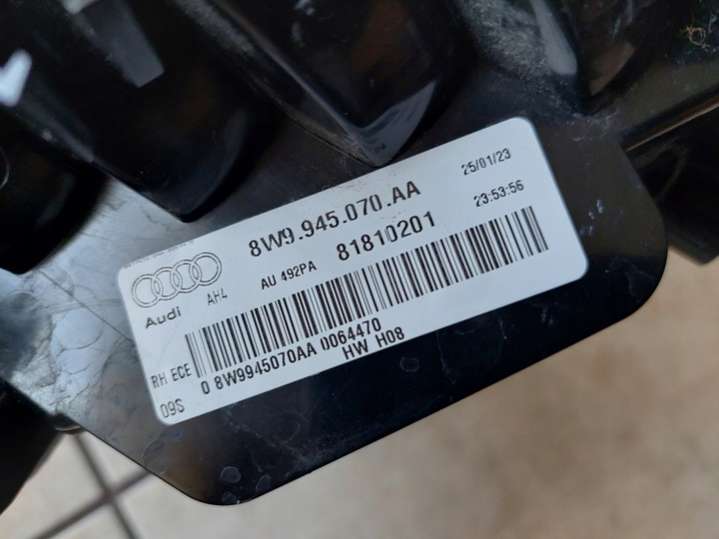 8W9.945.070.AA
25/01/23
AU 492PA
81810201
23:53:56
Audi
AH4
RH ECE
09S
0 8W9945070AA 0064470
HW H08